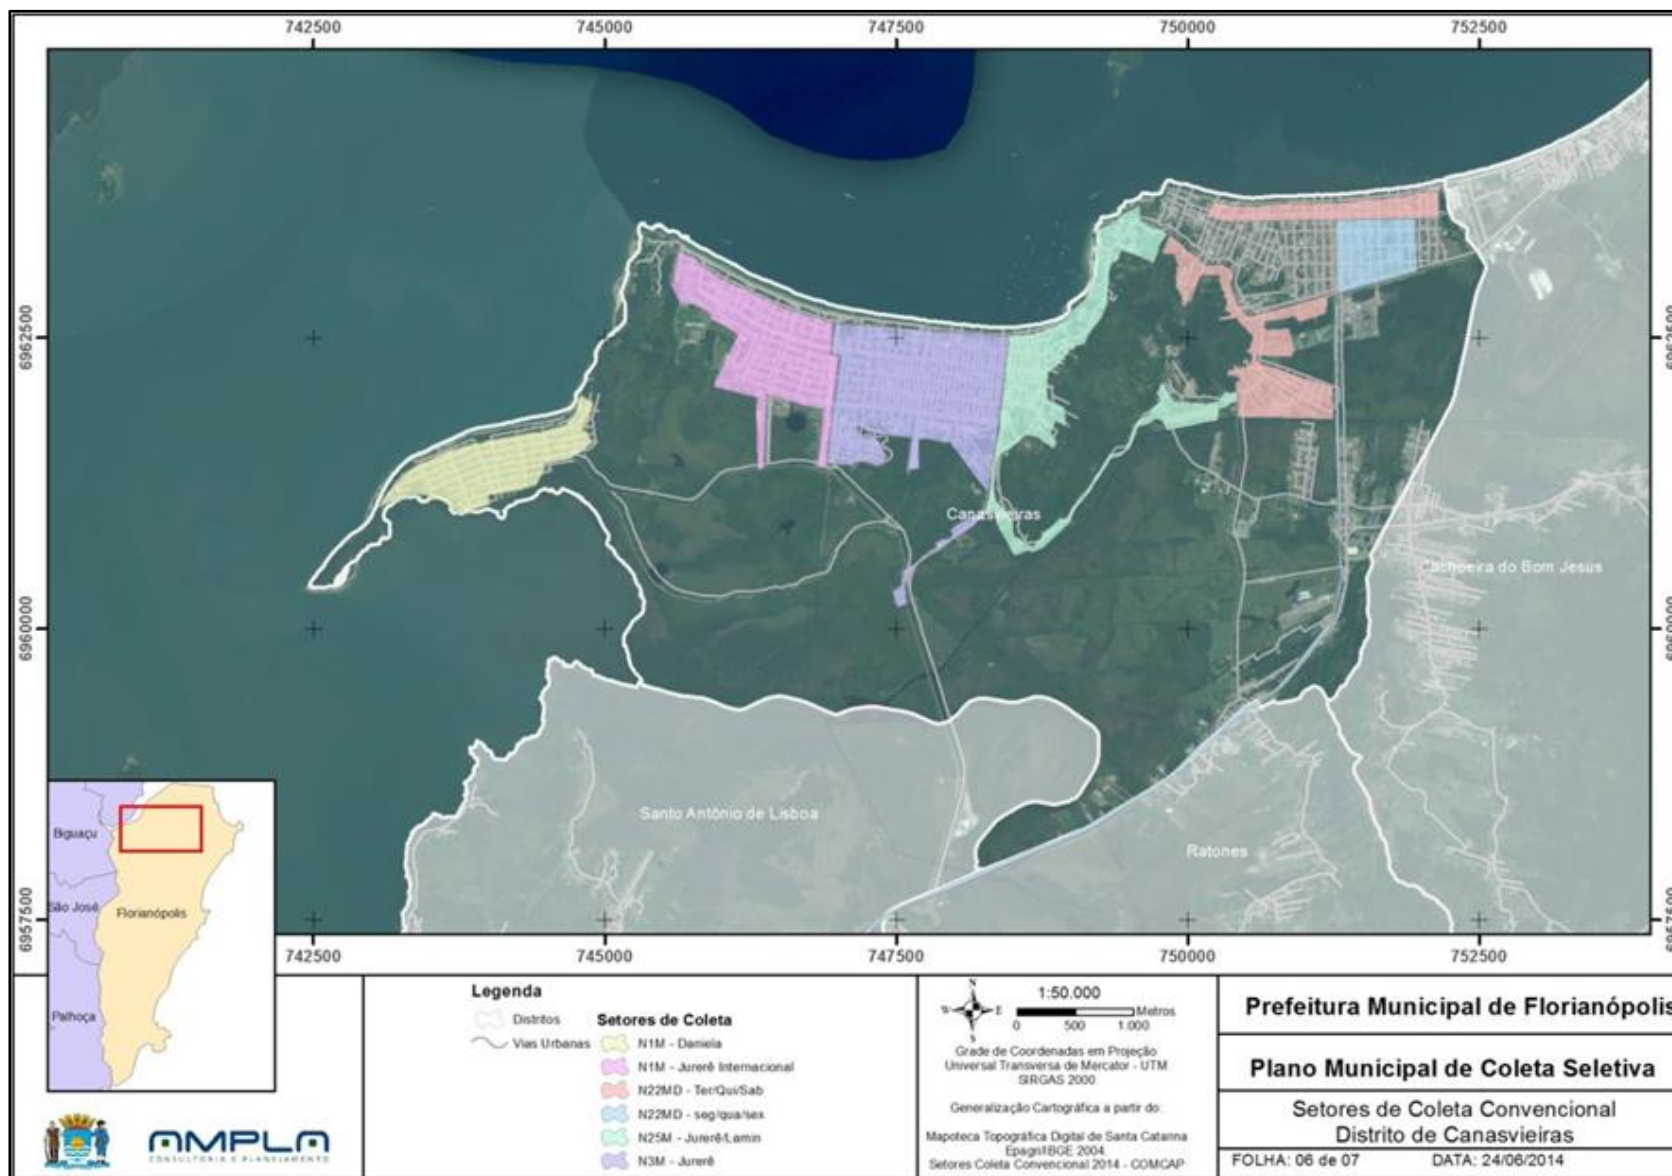 742500 745000 747500 750000 752500
6962500 6962500
Canasvieiras
Cachoeira do Bom Jesus
6960000 6960000
Santo Antônio de Lisboa
Ratones
Biguaçu
São José
Florianópolis
Palhoça
6957500 6957500
742500 745000 747500 750000 752500
Legenda
Distritos
Vias Urbanas
Setores de Coleta
N1M - Daniela
N1M - Jurerê Internacional
N22MD - Ter/Qui/Sab
N22MD - seg/qua/sex
N25M - Jurerê/Lamin
N3M - Jurerê
N
W E
S
1:50.000
Metros
0 500 1.000
Grade de Coordenadas em Projeção
Universal Transversa de Mercator - UTM
SIRGAS 2000
Generalização Cartográfica a partir do:
Mapoteca Topográfica Digital de Santa Catarina
Epagri/IBGE 2004.
Setores Coleta Convencional 2014 - COMCAP
Prefeitura Municipal de Florianópolis
Plano Municipal de Coleta Seletiva
Setores de Coleta Convencional
Distrito de Canasvieiras
FOLHA: 06 de 07 DATA: 24/06/2014
AMPLA
CONSULTORIA E PLANEJAMENTO